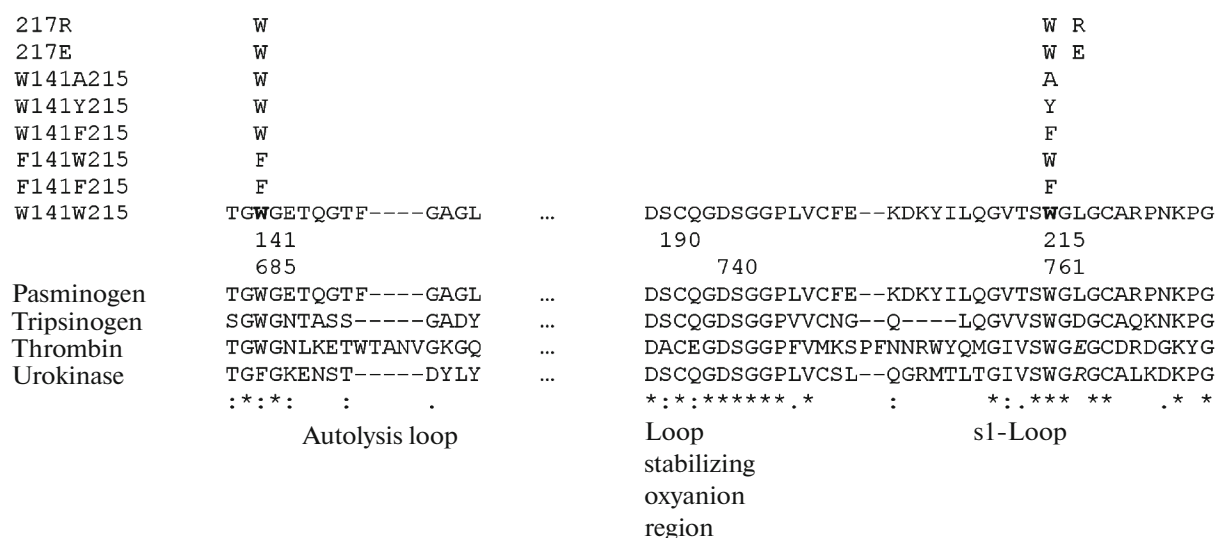 217R W W R
217E W W E
W141A215 W A
W141Y215 W Y
W141F215 W F
F141W215 F W
F141F215 F F
W141W215 TGWGETQGTF----GAGL ... DSCQGDSGGPLVCFE--KDKYILQGVTSWGLGCARPNKPG
141 190 215
685 740 761
Pasminogen TGWGETQGTF----GAGL ... DSCQGDSGGPLVCFE--KDKYILQGVTSWGLGCARPNKPG
Tripsinogen SGWGNTASS-----GADY ... DSCQGDSGGPVVCNG--Q----LQGVVSWGDGCAQKNKPG
Thrombin TGWGNLKETWTANVGKGQ ... DACEGDSGGPFVMKSPFNNRWYQMGIVSWGEGCDRDGKYG
Urokinase TGFGKENST-----DYLY ... DSCQGDSGGPLVCSL--QGRMTLTGIVSWGRGCALKDKPG
:*:*: : . *:*:******.* : *:.*** ** .* *
Autolysis loop Loop s1-Loop
stabilizing
oxyanion
region